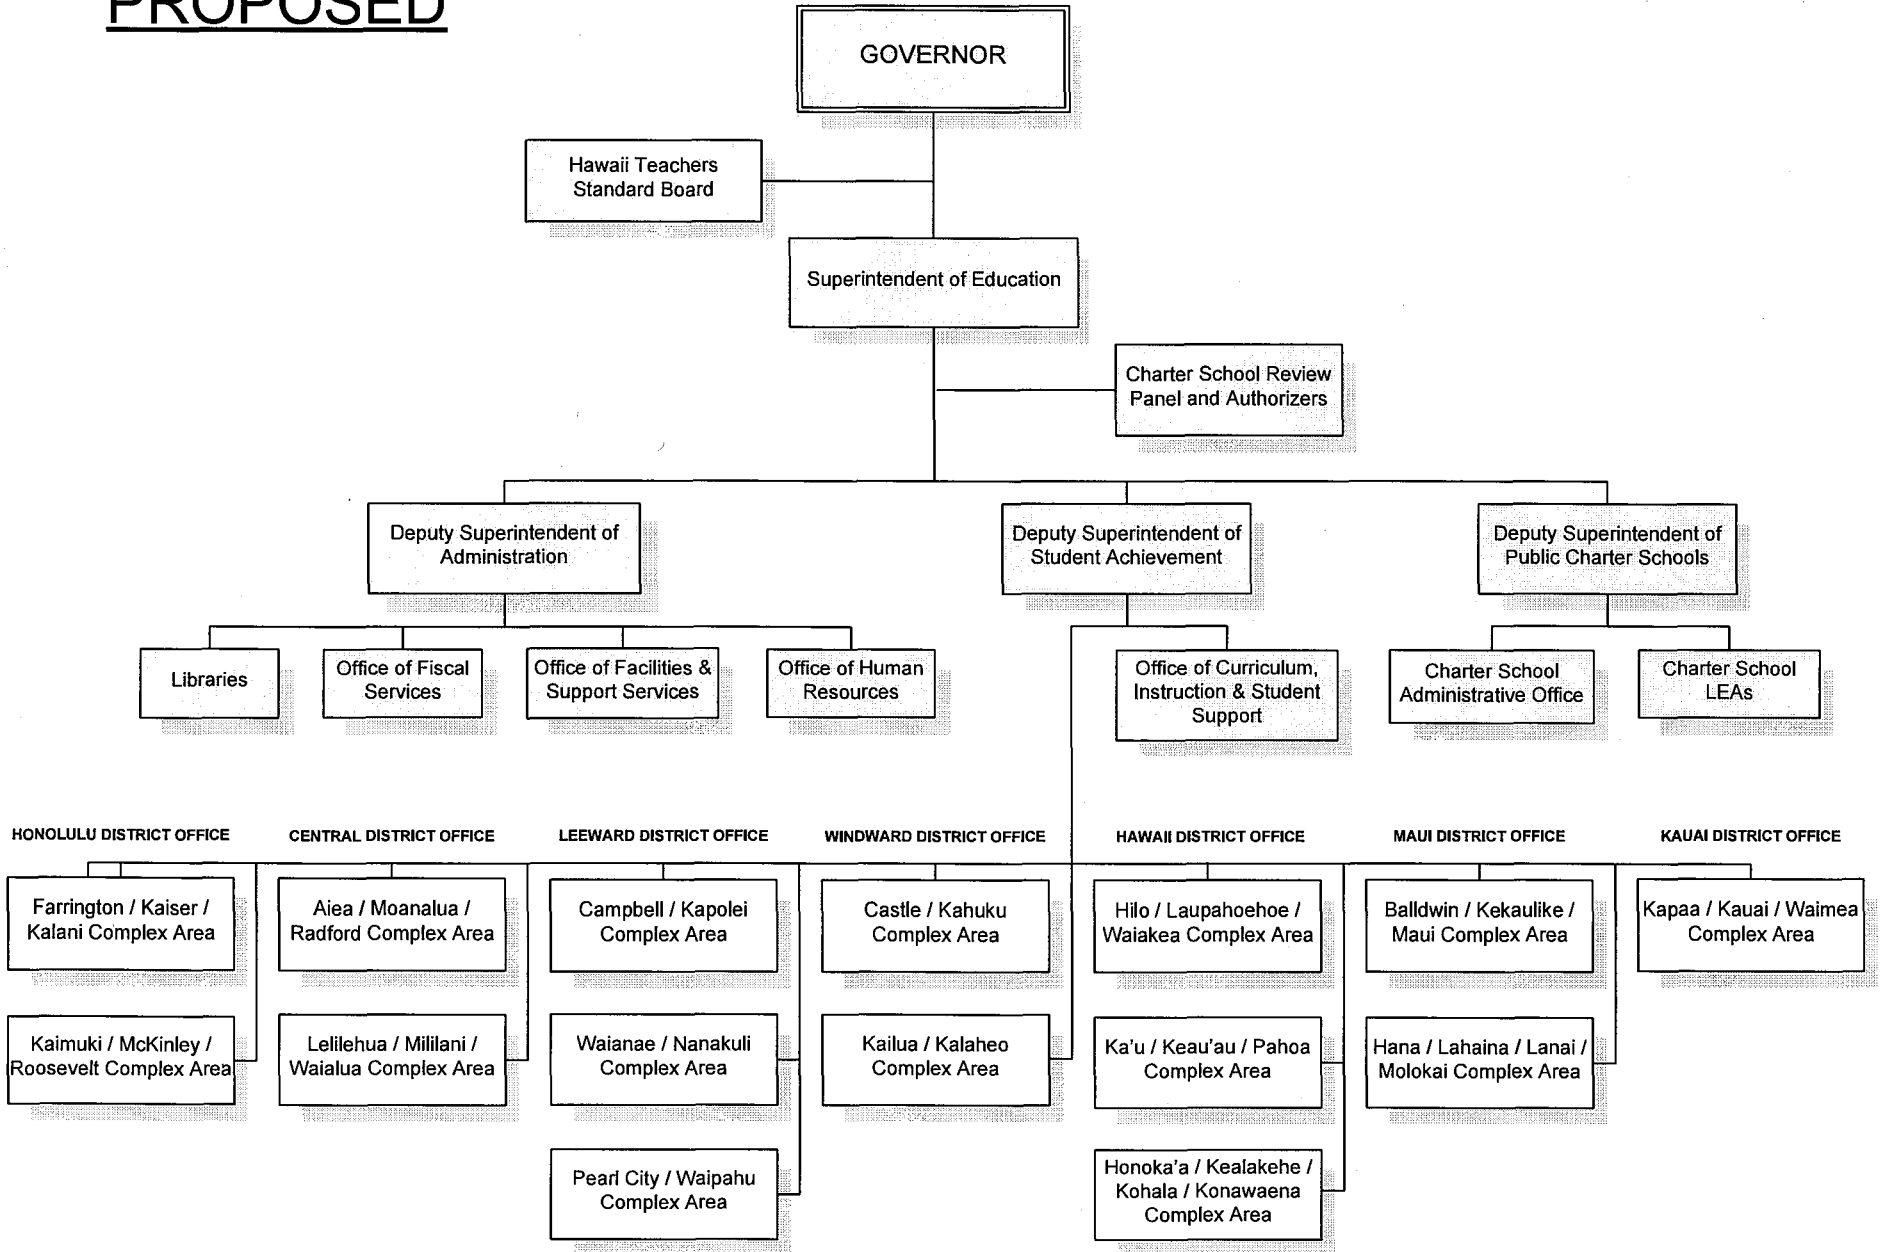 PROPOSED
GOVERNOR
Hawaii Teachers
Standard Board
Superintendent of Education
Charter School Review
Panel and Authorizers
Deputy Superintendent of
Administration
Deputy Superintendent of
Student Achievement
Deputy Superintendent of
Public Charter Schools
Libraries
Office of Fiscal
Services
Office of Facilities &
Support Services
Office of Human
Resources
Office of Curriculum,
Instruction & Student
Support
Charter School
Administrative Office
Charter School
LEAs
HONOLULU DISTRICT OFFICE
CENTRAL DISTRICT OFFICE
LEEWARD DISTRICT OFFICE
WINDWARD DISTRICT OFFICE
HAWAII DISTRICT OFFICE
MAUI DISTRICT OFFICE
KAUAI DISTRICT OFFICE
Farrington / Kaiser /
Kalani Complex Area
Aiea / Moanalua /
Radford Complex Area
Campbell / Kapolei
Complex Area
Castle / Kahuku
Complex Area
Hilo / Laupahoehoe /
Waiakea Complex Area
Balldwin / Kekaulike /
Maui Complex Area
Kapaa / Kauai / Waimea
Complex Area
Kaimuki / McKinley /
Roosevelt Complex Area
Lelilehua / Mililani /
Waialua Complex Area
Waianae / Nanakuli
Complex Area
Kailua / Kalaheo
Complex Area
Ka'u / Keau'au / Pahoa
Complex Area
Hana / Lahaina / Lanai /
Molokai Complex Area
Pearl City / Waipahu
Complex Area
Honoka'a / Kealakehe /
Kohala / Konawaena
Complex Area